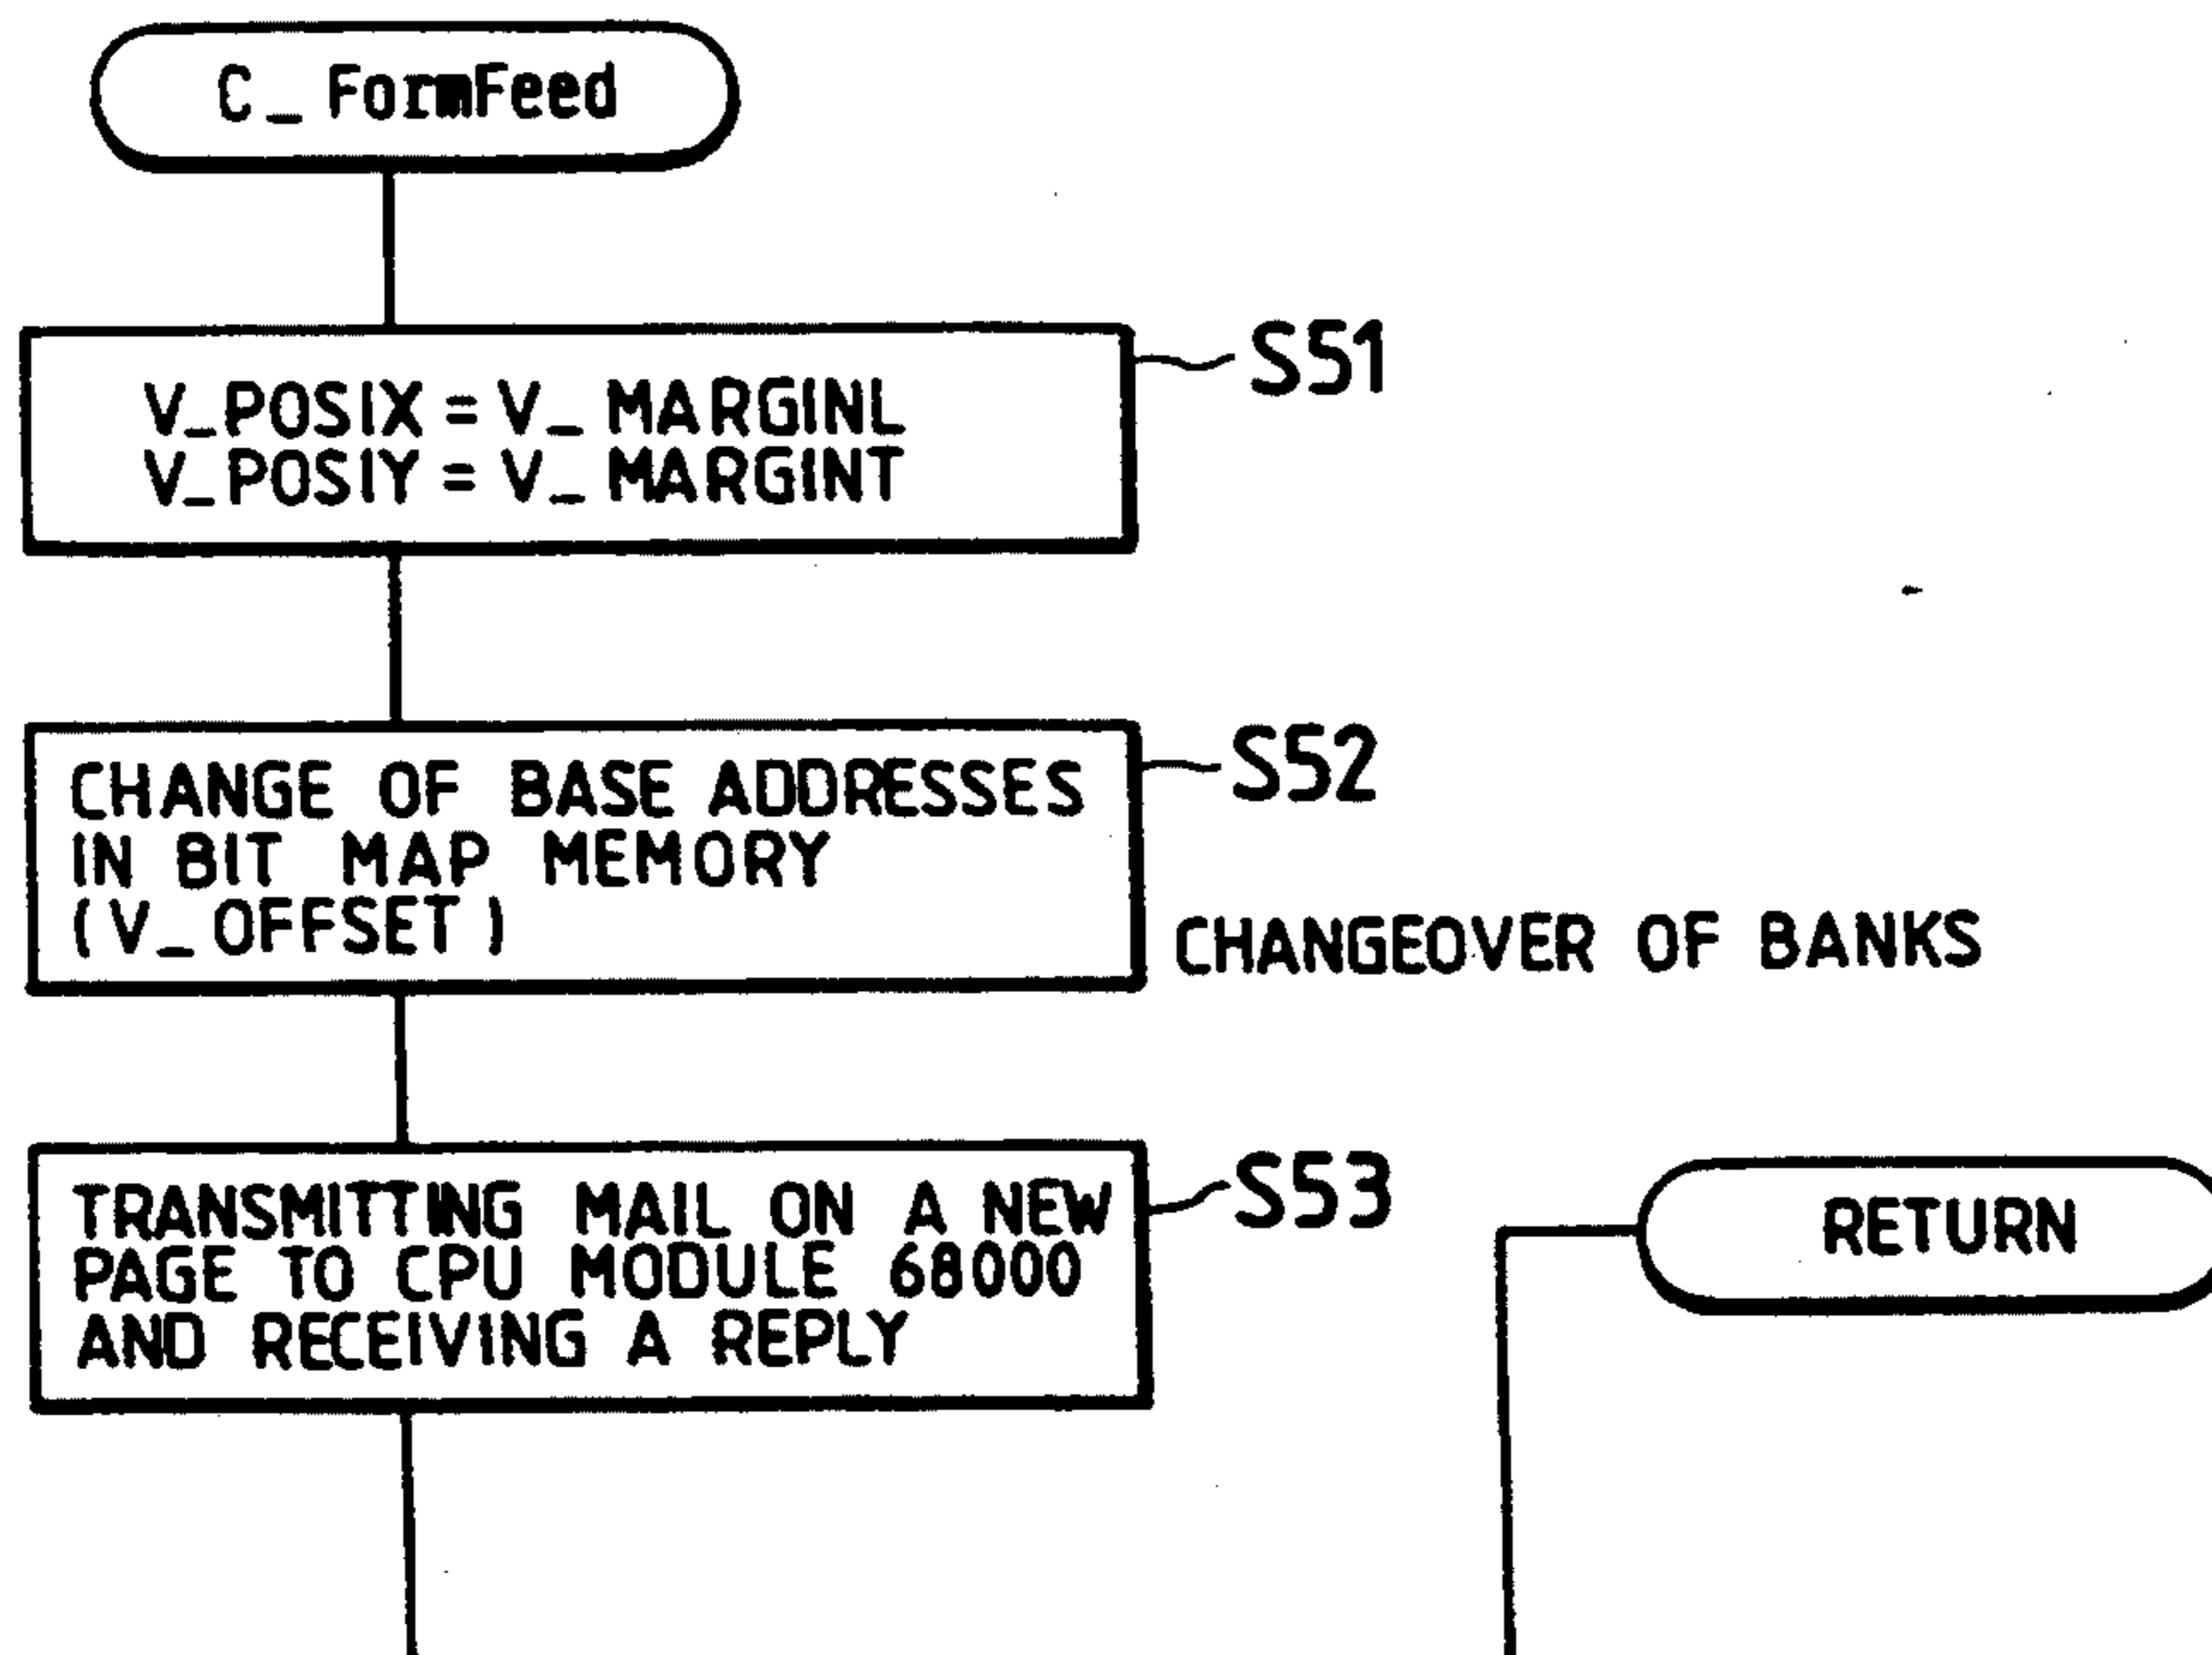 C_FormFeed
S51
V_POSIX = V_MARGINL
V_POSIY = V_MARGINT
S52
CHANGE OF BASE ADDRESSES
IN BIT MAP MEMORY
(V_OFFSET)
CHANGEOVER OF BANKS
S53
TRANSMITTING MAIL ON A NEW
PAGE TO CPU MODULE 68000
AND RECEIVING A REPLY
RETURN